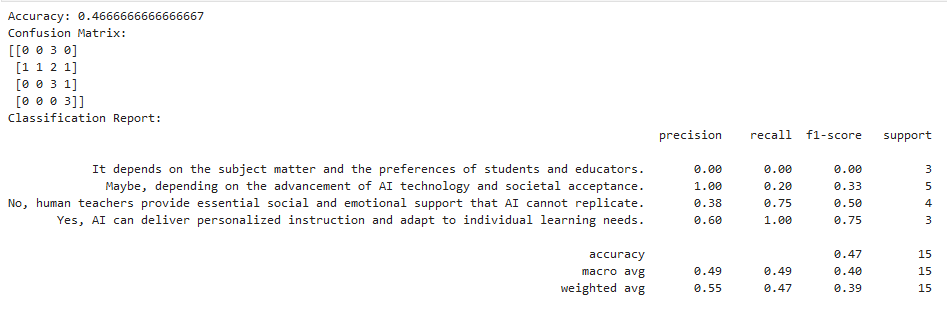 Accuracy: 0.4666666666666667
Confusion Matrix:
[[0 0 3 0]
 [1 1 2 1]
 [0 0 3 1]
 [0 0 0 3]]
Classification Report:
precision recall f1-score support
It depends on the subject matter and the preferences of students and educators. 0.00 0.00 0.00 3
Maybe, depending on the advancement of AI technology and societal acceptance. 1.00 0.20 0.33 5
No, human teachers provide essential social and emotional support that AI cannot replicate. 0.38 0.75 0.50 4
Yes, AI can deliver personalized instruction and adapt to individual learning needs. 0.60 1.00 0.75 3
accuracy 0.47 15
macro avg 0.49 0.49 0.40 15
weighted avg 0.55 0.47 0.39 15